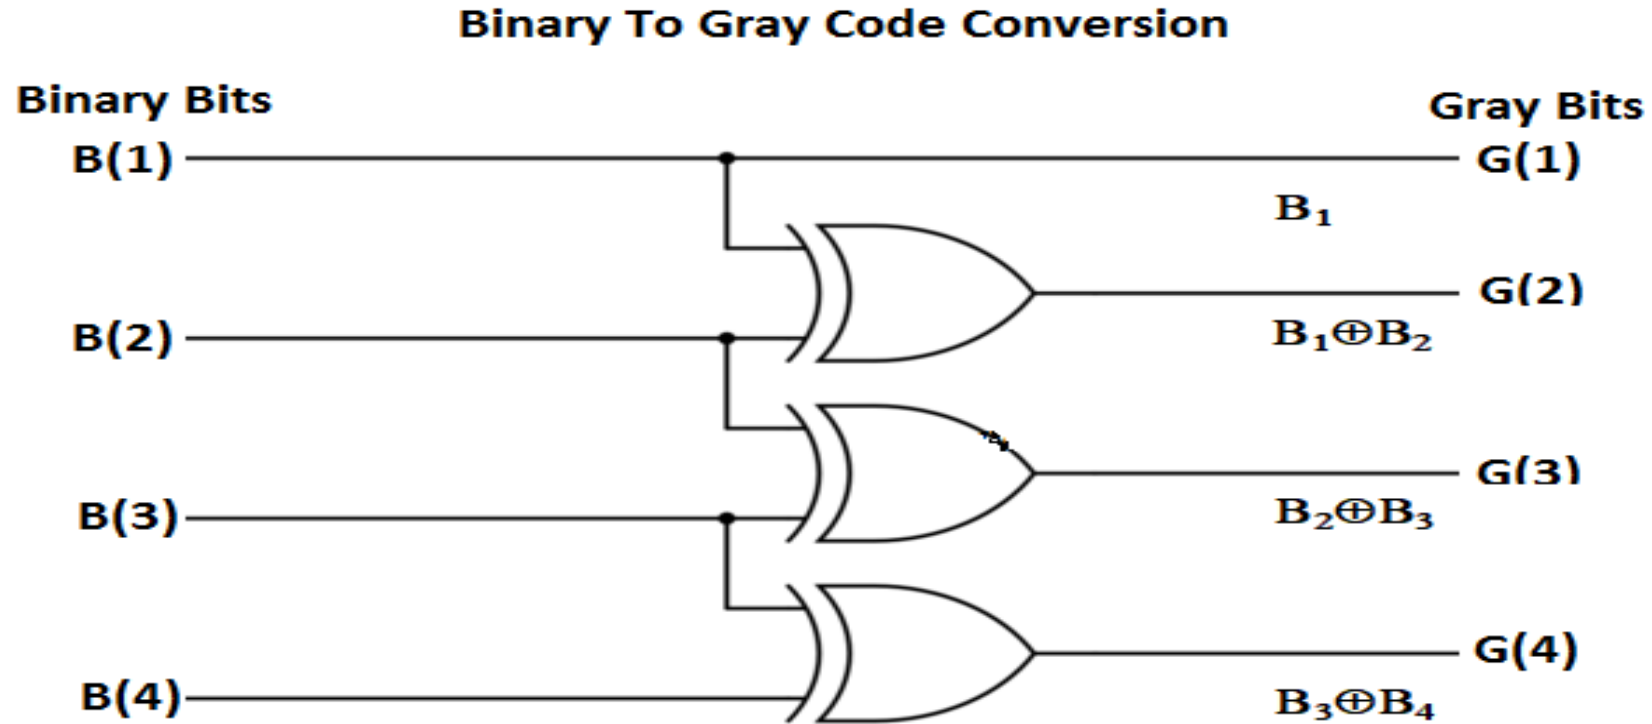 Binary To Gray Code Conversion
Binary Bits
Gray Bits
B(1)
G(1)
B₁
G(2)
B₁⊕B₂
B(2)
G(3)
B₂⊕B₃
B(3)
G(4)
B₃⊕B₄
B(4)